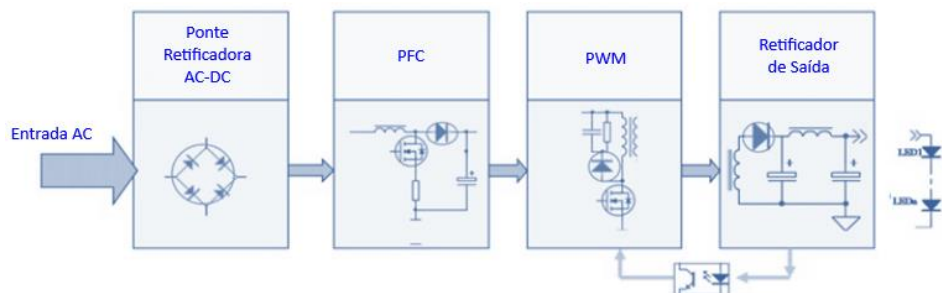 Ponte
Retificadora
AC-DC
PFC
PWM
Retificador
de Saída
Entrada AC
LED1
LEDn